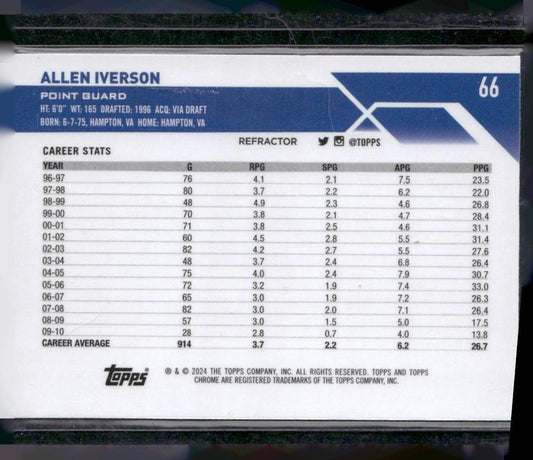 ALLEN IVERSON
66
POINT GUARD
HT: 6'0" WT: 165 DRAFTED: 1996 ACQ: VIA DRAFT
BORN: 6-7-75, HAMPTON, VA HOME: HAMPTON, VA
REFRACTOR @TOPPS
CAREER STATS
YEAR G RPG SPG APG PPG
96-97 76 4.1 2.1 7.5 23.5
97-98 80 3.7 2.2 6.2 22.0
98-99 48 4.9 2.3 4.6 26.8
99-00 70 3.8 2.1 4.7 28.4
00-01 71 3.8 2.5 4.6 31.1
01-02 60 4.5 2.8 5.5 31.4
02-03 82 4.2 2.7 5.5 27.6
03-04 48 3.7 2.4 6.8 26.4
04-05 75 4.0 2.4 7.9 30.7
05-06 72 3.2 1.9 7.4 33.0
06-07 65 3.0 1.9 7.2 26.3
07-08 82 3.0 2.0 7.1 26.4
08-09 57 3.0 1.5 5.0 17.5
09-10 28 2.8 0.7 4.0 13.8
CAREER AVERAGE 914 3.7 2.2 6.2 26.7
Topps ® & © 2024 THE TOPPS COMPANY, INC. ALL RIGHTS RESERVED. TOPPS AND TOPPS
CHROME ARE REGISTERED TRADEMARKS OF THE TOPPS COMPANY, INC.